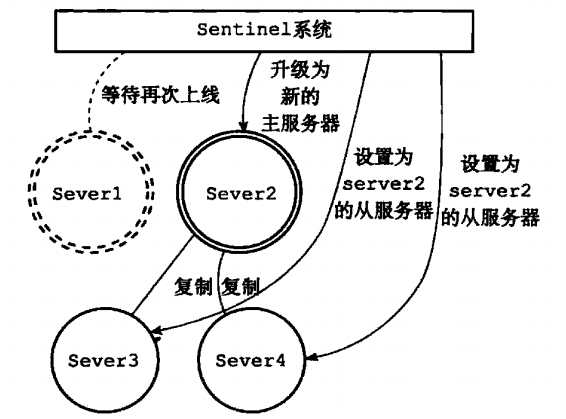 Sentinel系统
等待再次上线
升级为
新的
主服务器
设置为
server2
的从服务器
设置为
server2
的从服务器
Sever1
Sever2
复制 复制
Sever3
Sever4